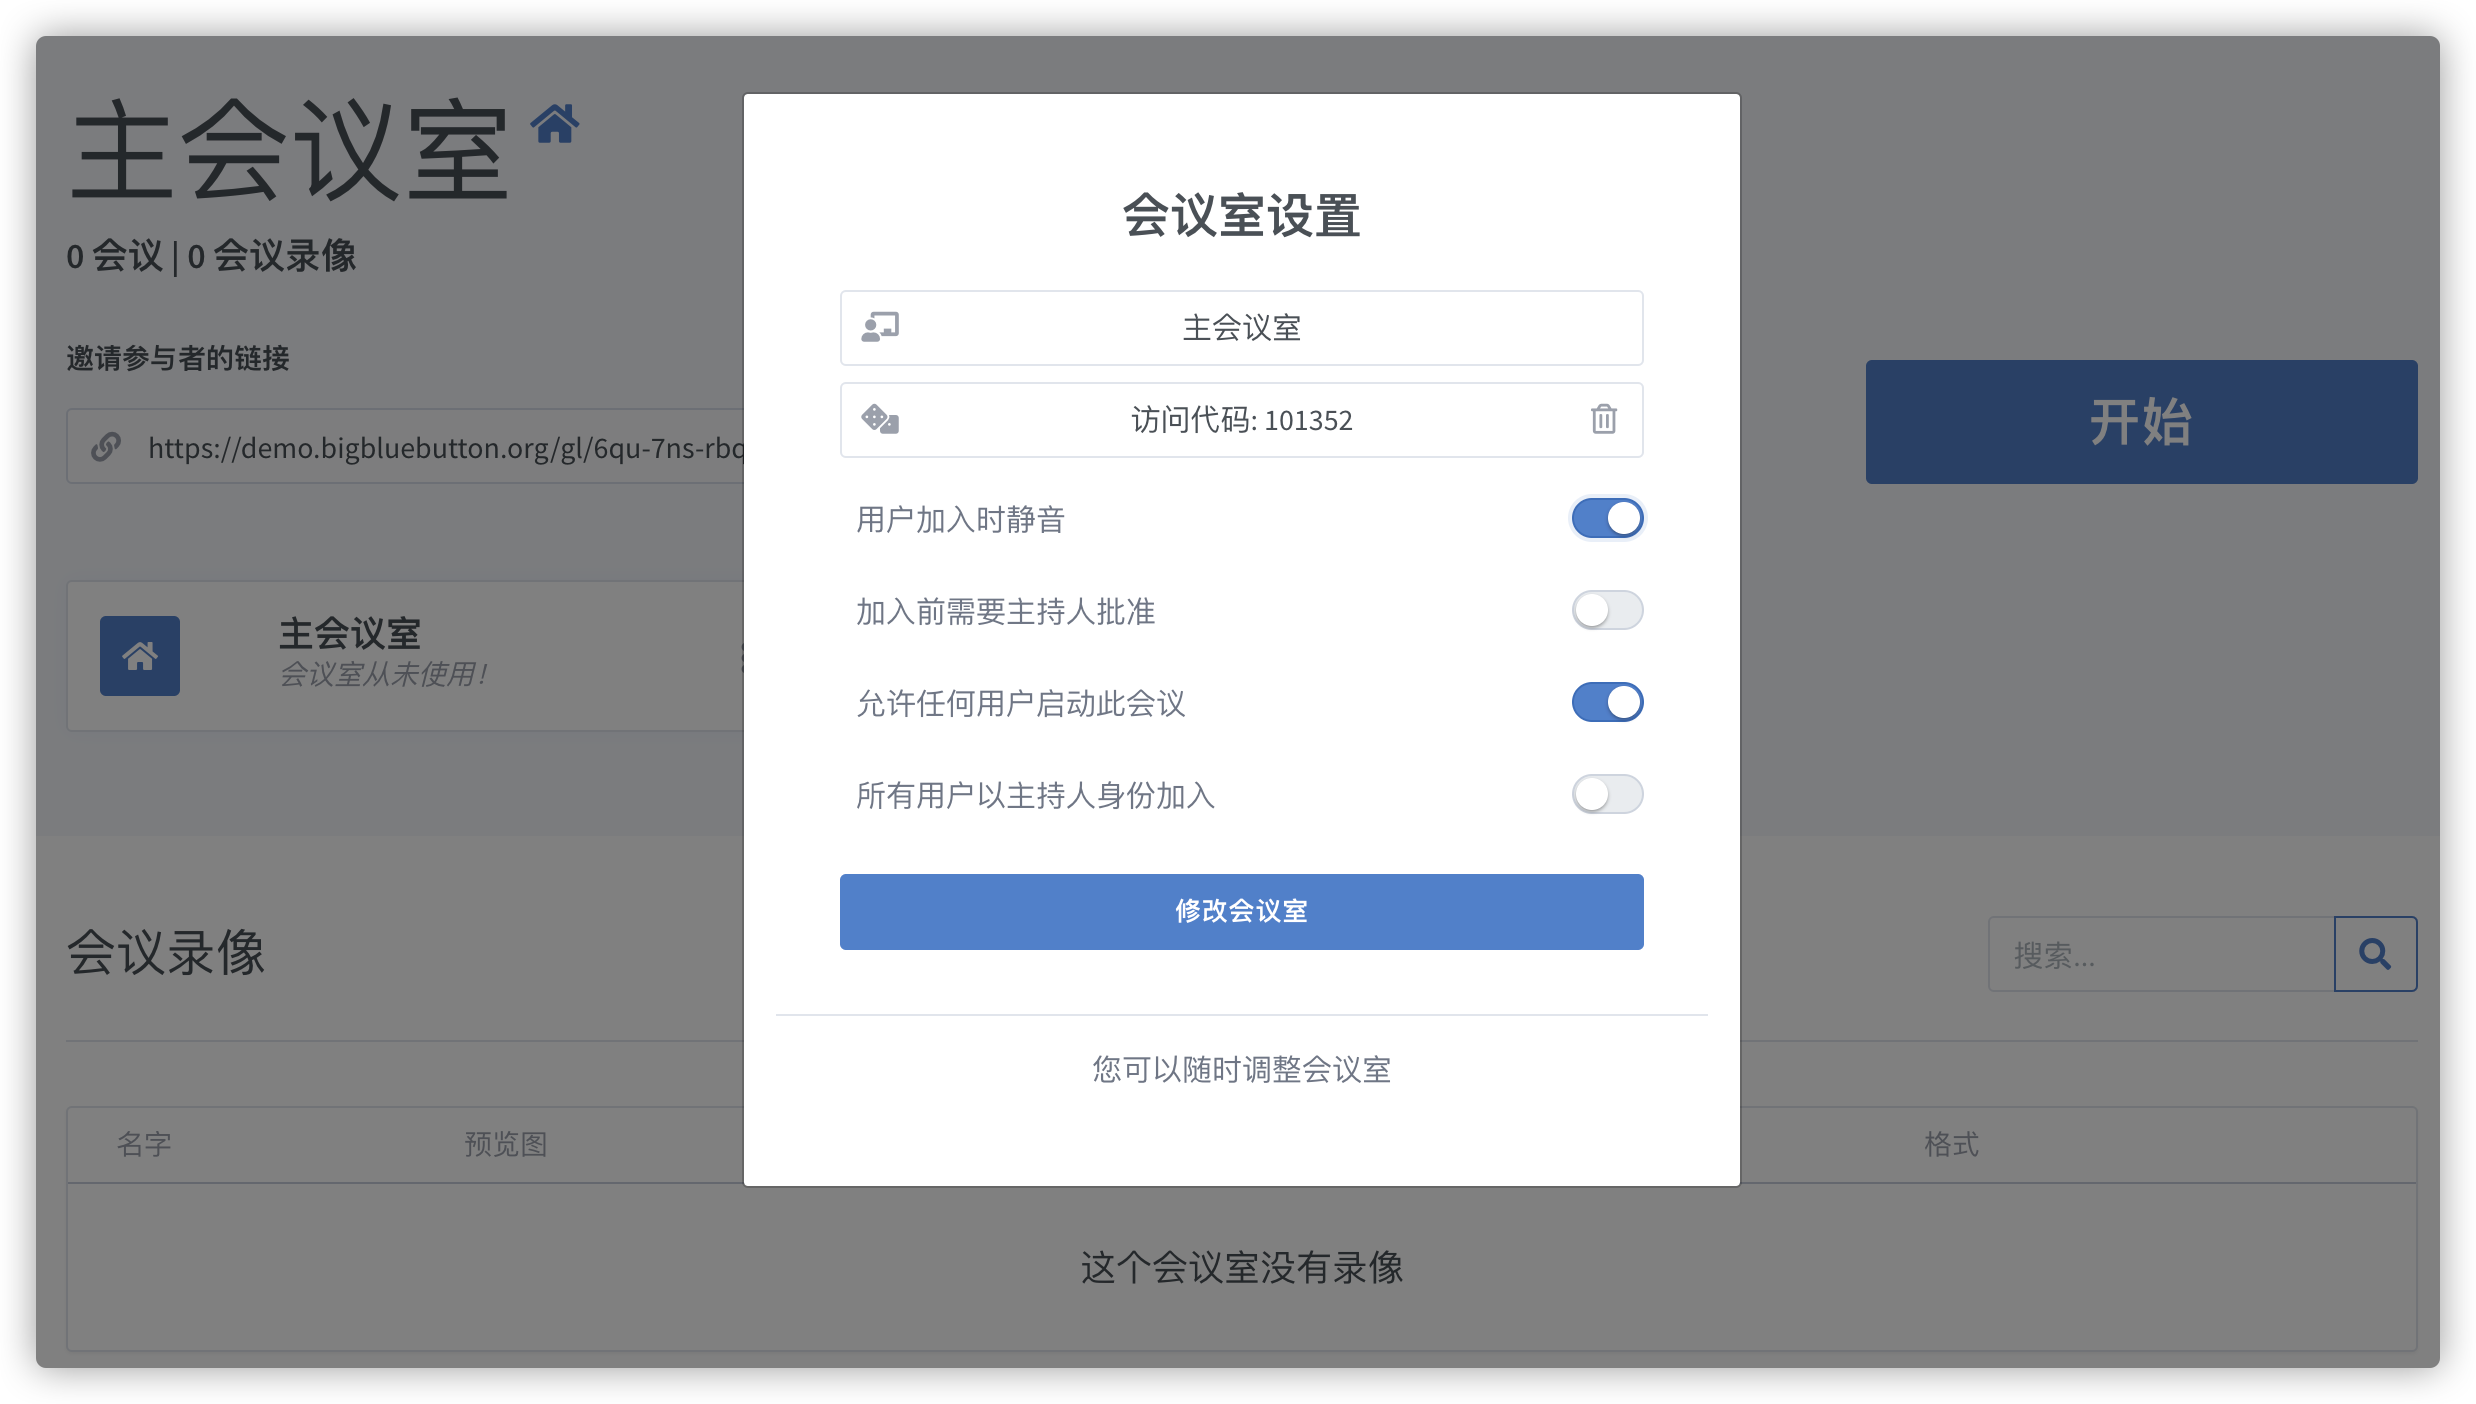 主会议室
0 会议 | 0 会议录像
邀请参与者的链接
https://demo.bigbluebutton.org/gl/6qu-7ns-rbq
开始
主会议室
会议室从未使用！
会议室设置
主会议室
访问代码: 101352
用户加入时静音
加入前需要主持人批准
允许任何用户启动此会议
所有用户以主持人身份加入
修改会议室
您可以随时调整会议室
会议录像
搜索...
名字 预览图 格式
这个会议室没有录像